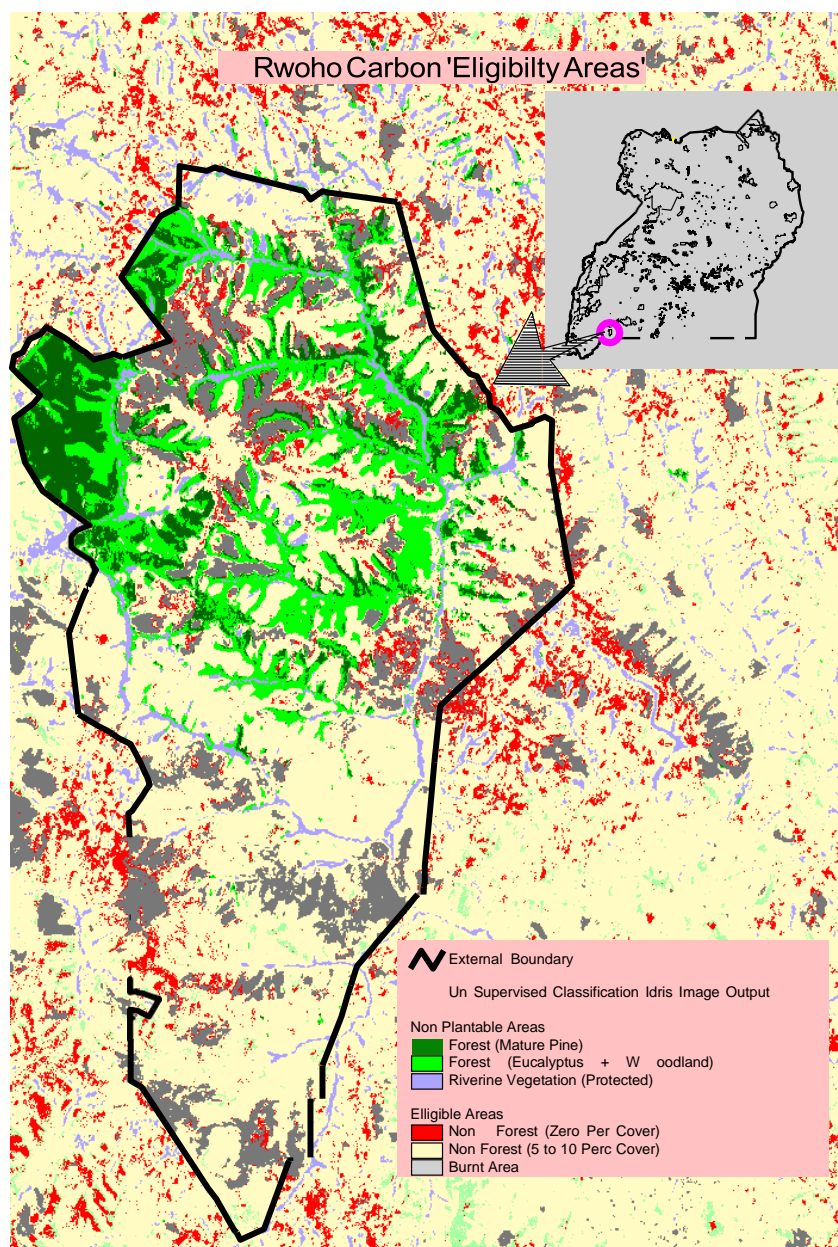 Rwoho Carbon 'Eligibilty Areas'
External Boundary
Un Supervised Classification Idris Image Output
Non Plantable Areas
Forest (Mature Pine)
Forest (Eucalyptus + W oodland)
Riverine Vegetation (Protected)
Elligible Areas
Non Forest (Zero Per Cover)
Non Forest (5 to 10 Perc Cover)
Burnt Area